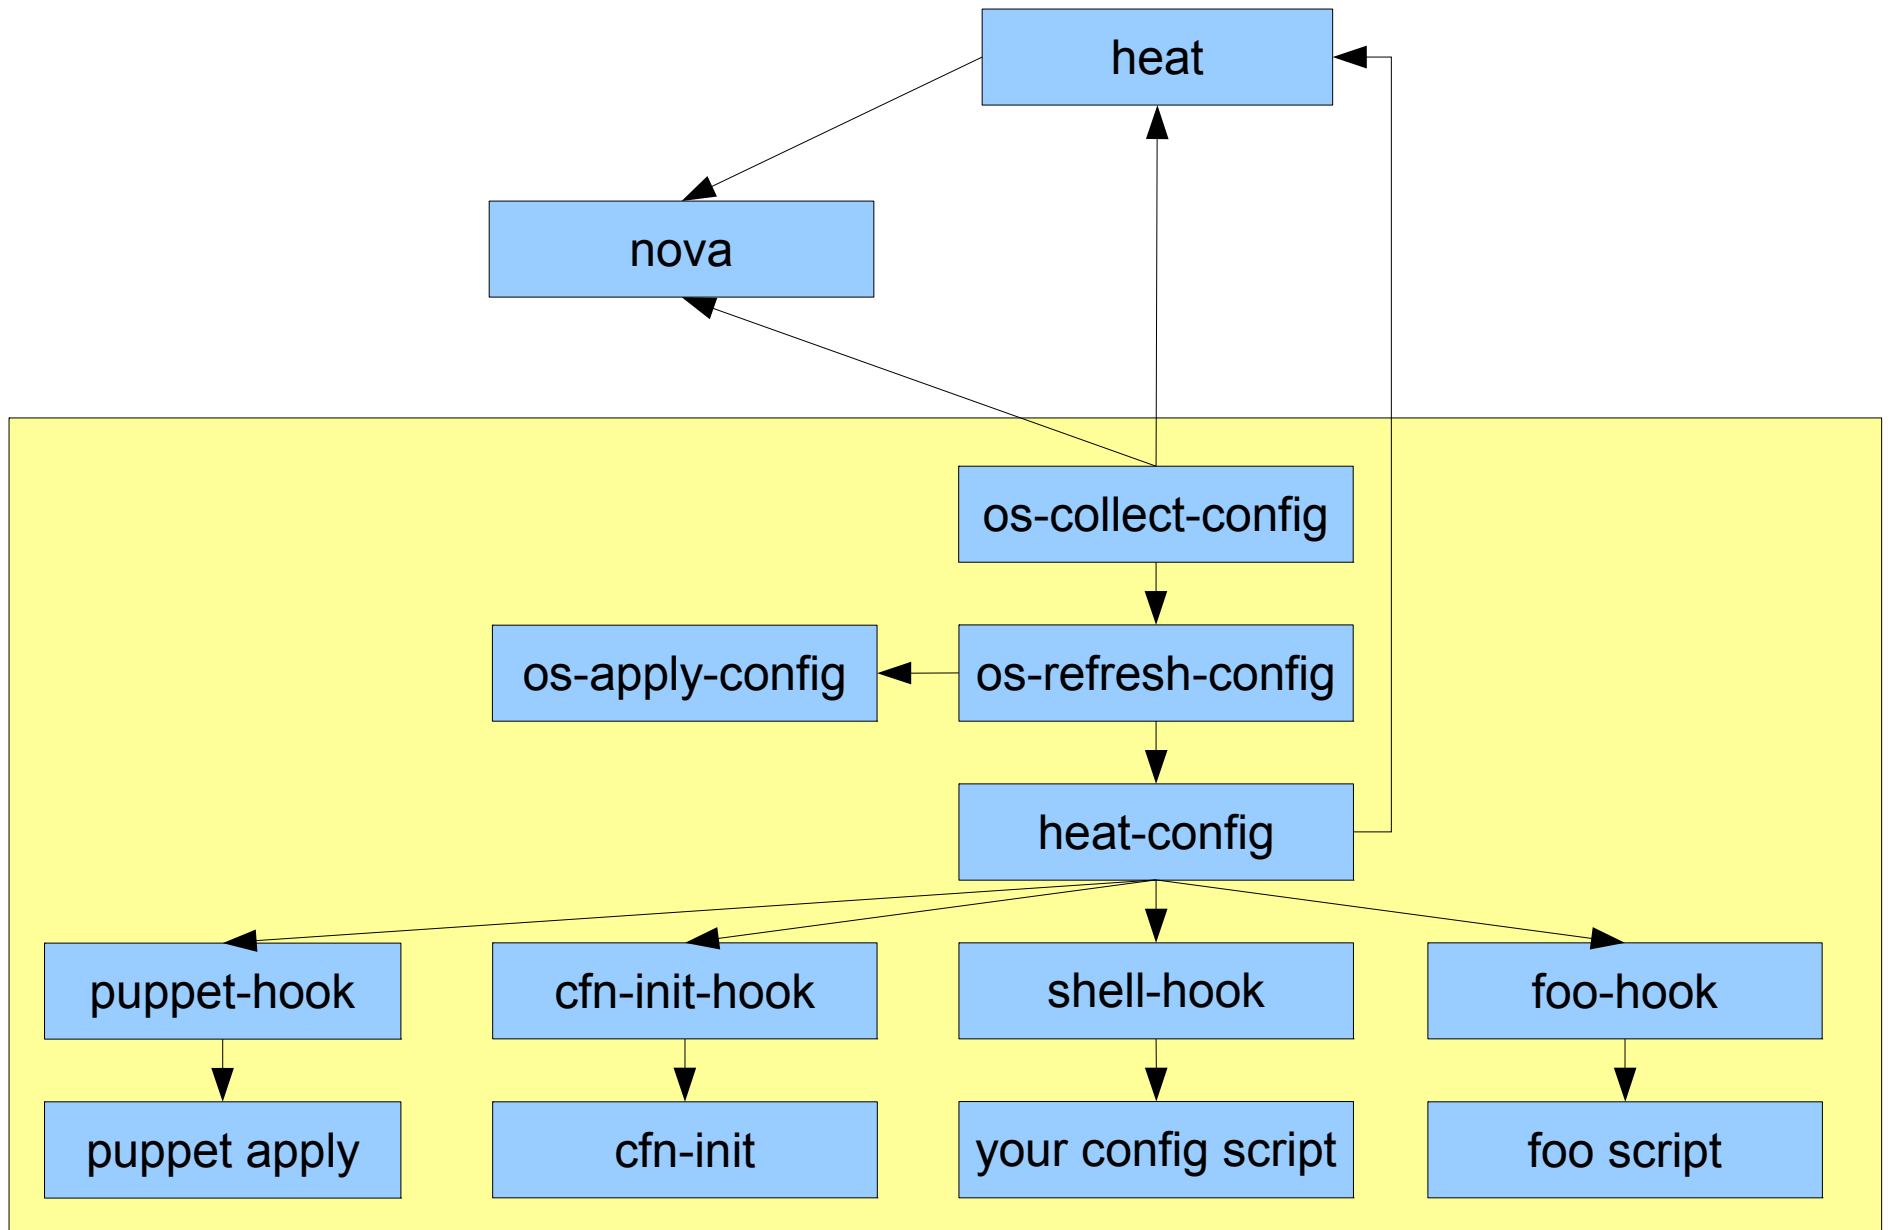 heat
nova
os-collect-config
os-apply-config
os-refresh-config
heat-config
puppet-hook
cfn-init-hook
shell-hook
foo-hook
puppet apply
cfn-init
your config script
foo script